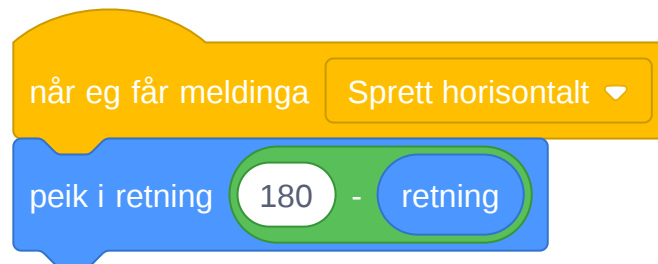 når eg får meldinga Sprett horisontalt
peik i retning 180 - retning